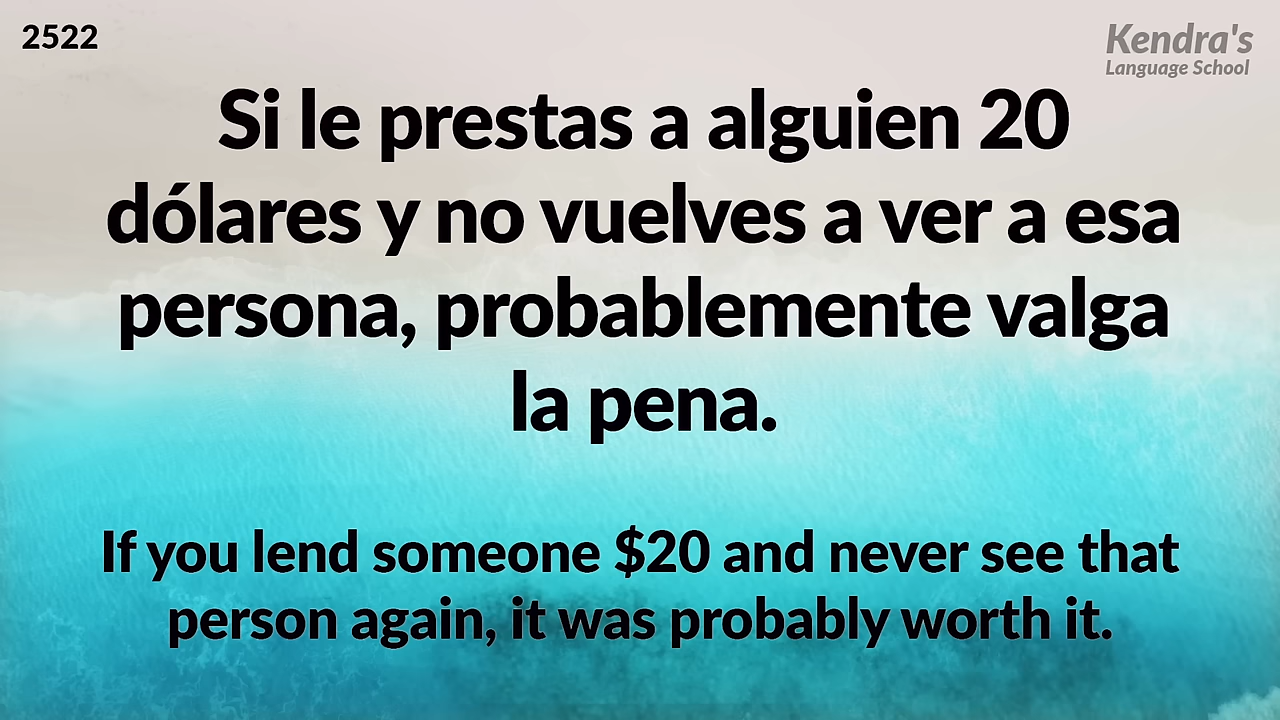 2522
Kendra's
Language School
Si le prestas a alguien 20
dólares y no vuelves a ver a esa
persona, probablemente valga
la pena.
If you lend someone $20 and never see that
person again, it was probably worth it.